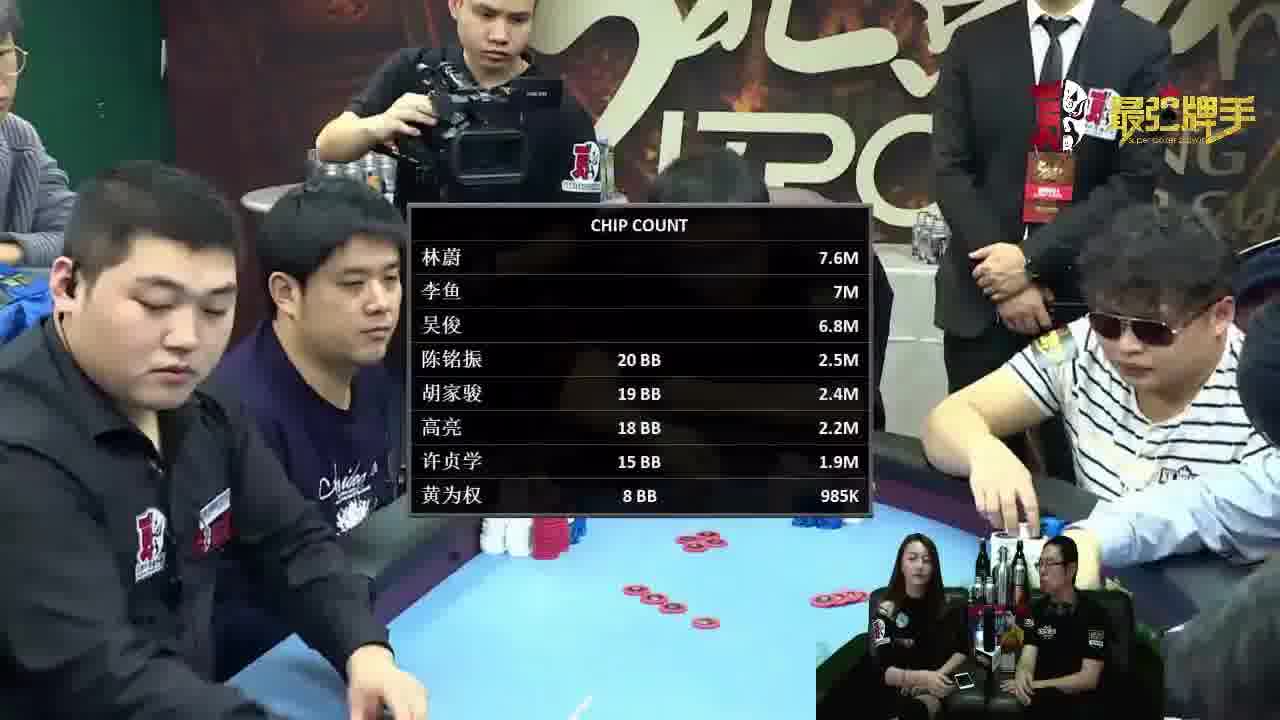 最强牌手
CHIP COUNT
林蔚 7.6M
李鱼 7M
吴俊 6.8M
陈铭振 20 BB 2.5M
胡家骏 19 BB 2.4M
高亮 18 BB 2.2M
许贞学 15 BB 1.9M
黄为权 8 BB 985K